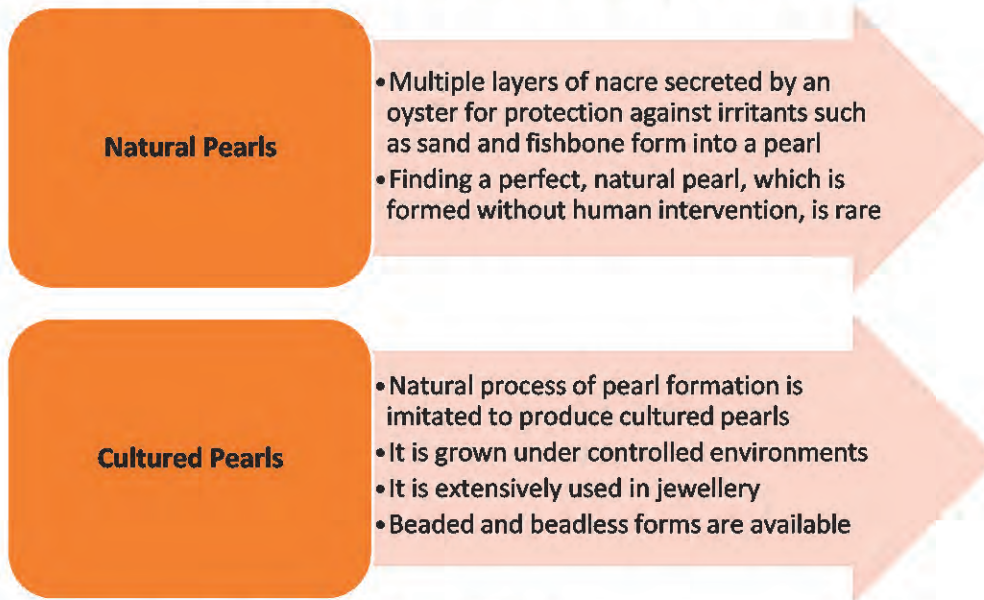 Natural Pearls
•Multiple layers of nacre secreted by an
oyster for protection against irritants such
as sand and fishbone form into a pearl
•Finding a perfect, natural pearl, which is
formed without human intervention, is rare
Cultured Pearls
•Natural process of pearl formation is
imitated to produce cultured pearls
•It is grown under controlled environments
•It is extensively used in jewellery
•Beaded and beadless forms are available